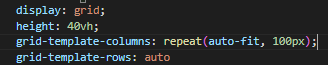 display: grid;
height: 40vh;
grid-template-columns: repeat(auto-fit, 100px);
grid-template-rows: auto